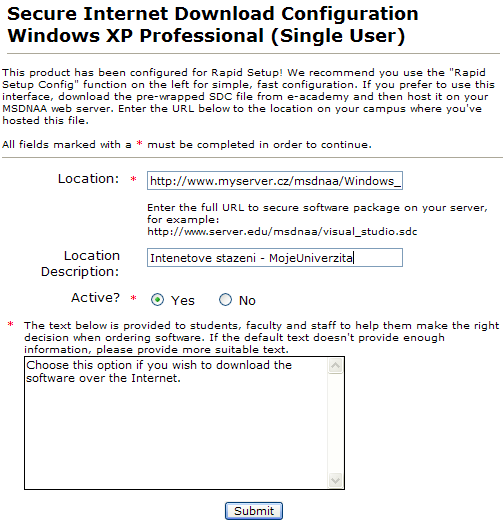 Secure Internet Download Configuration
Windows XP Professional (Single User)
This product has been configured for Rapid Setup! We recommend you use the "Rapid
Setup Config" function on the left for simple, fast configuration. If you prefer to use this
interface, download the pre-wrapped SDC file from e-academy and then host it on your
MSDNAA web server. Enter the URL below to the location on your campus where you've
hosted this file.
All fields marked with a * must be completed in order to continue.
Location: * http://www.myserver.cz/msdnaa/Windows_
Enter the full URL to secure software package on your server,
for example:
http://www.server.edu/msdnaa/visual_studio.sdc
Location
Description: Intenetove stazeni - MojeUniverzita
Active? * Yes No
* The text below is provided to students, faculty and staff to help them make the right
decision when ordering software. If the default text doesn't provide enough
information, please provide more suitable text.
Choose this option if you wish to download the
software over the Internet.
Submit